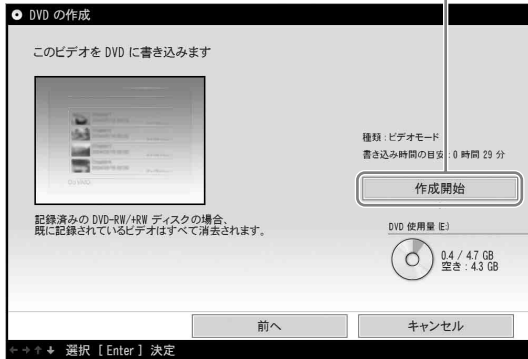 DVD の作成
このビデオを DVD に書き込みます
種類：ビデオモード
書き込み時間の目安：0 時間 29 分
作成開始
記録済みの DVD-RW/+RW ディスクの場合、
既に記録されているビデオはすべて消去されます。
DVD 使用量 (E:)
0.4 / 4.7 GB
空き：4.3 GB
前へ
キャンセル
←→↑↓ 選択 [Enter] 決定